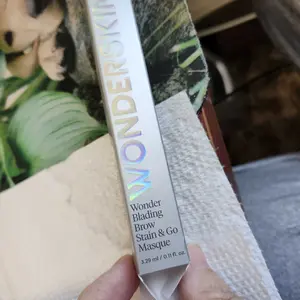 WONDERSKIN
Wonder
Blading
Brow
Stain & Go
Masque
3.29 ml / 0.11 fl. oz